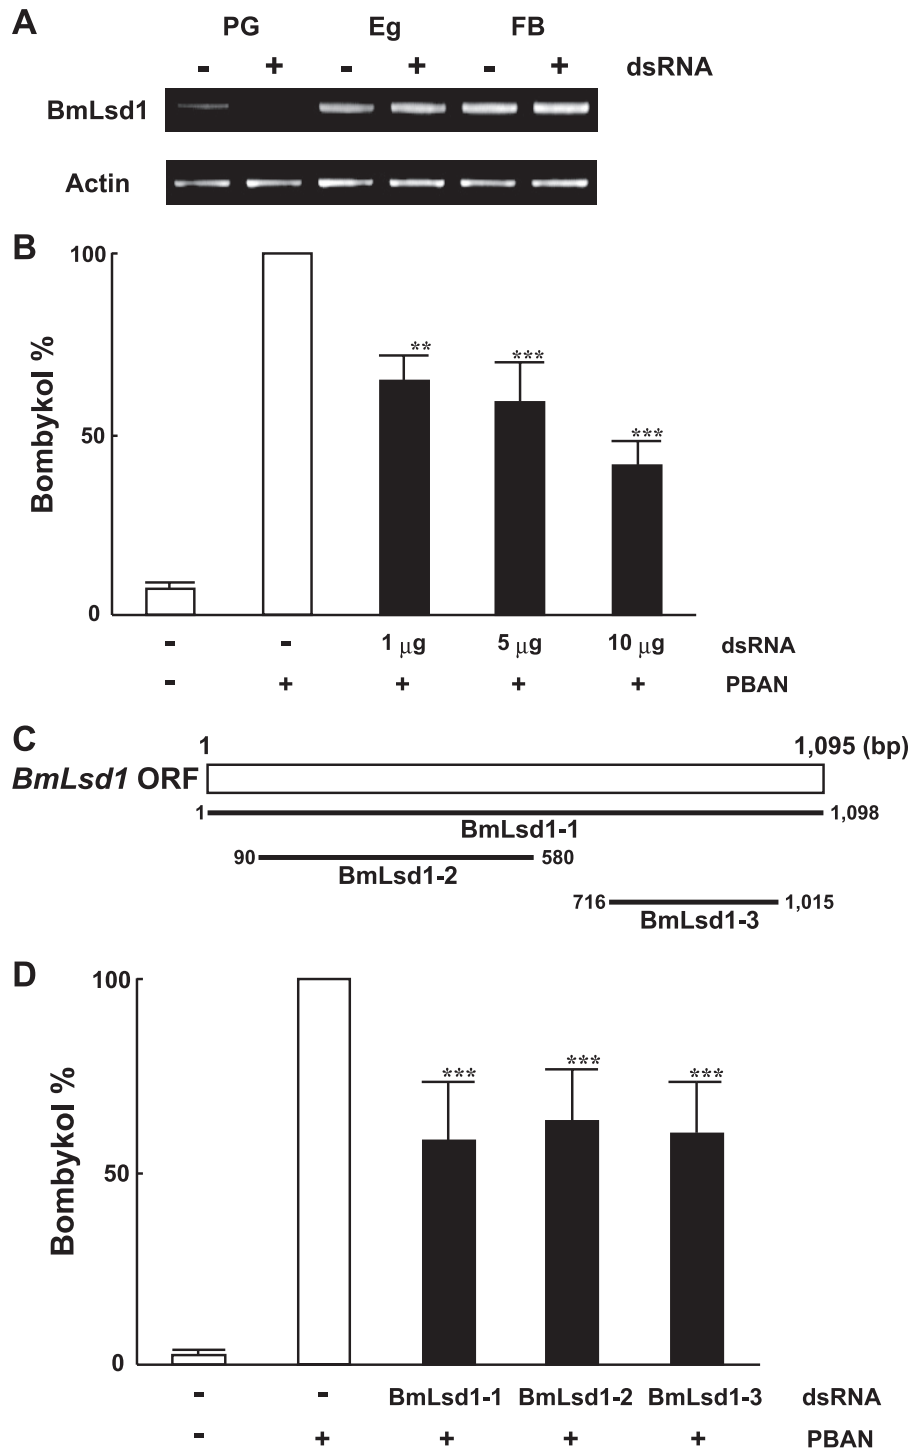 A
PG Eg FB
- + - + - + dsRNA
BmLsd1
Actin
B
100
50
0
Bombykol %
** *** ***
- - 1 μg 5 μg 10 μg dsRNA
- + + + + PBAN
C
1 1,095 (bp)
BmLsd1 ORF
1 1,098
BmLsd1-1
90 580
BmLsd1-2
716 1,015
BmLsd1-3
D
100
50
0
Bombykol %
*** *** ***
- - BmLsd1-1 BmLsd1-2 BmLsd1-3 dsRNA
- + + + + PBAN